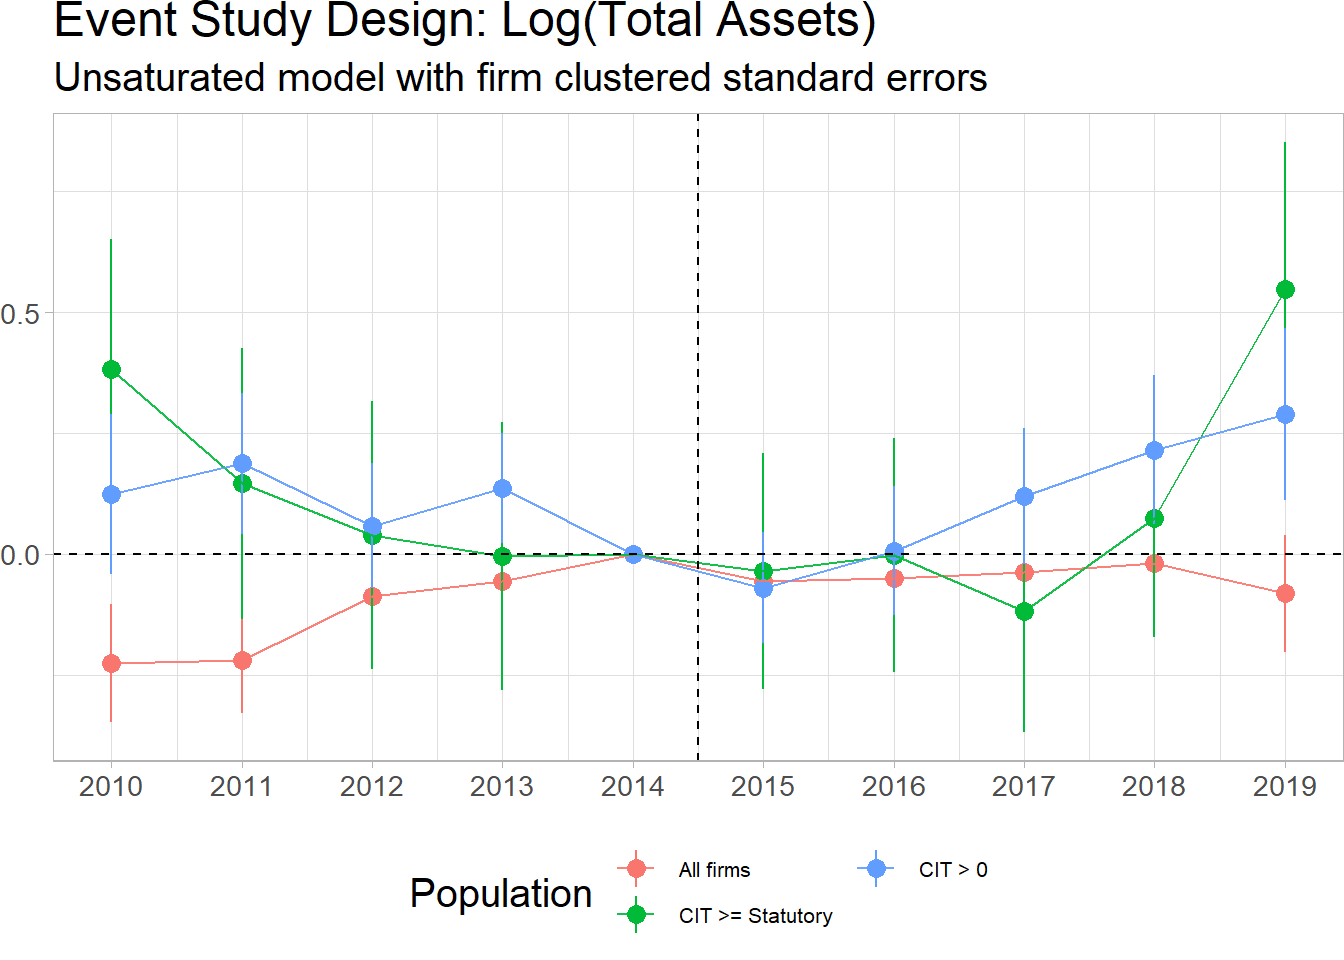 Event Study Design: Log(Total Assets)
Unsaturated model with firm clustered standard errors
0.5
0.0
2010 2011 2012 2013 2014 2015 2016 2017 2018 2019
Population
All firms
CIT > 0
CIT >= Statutory